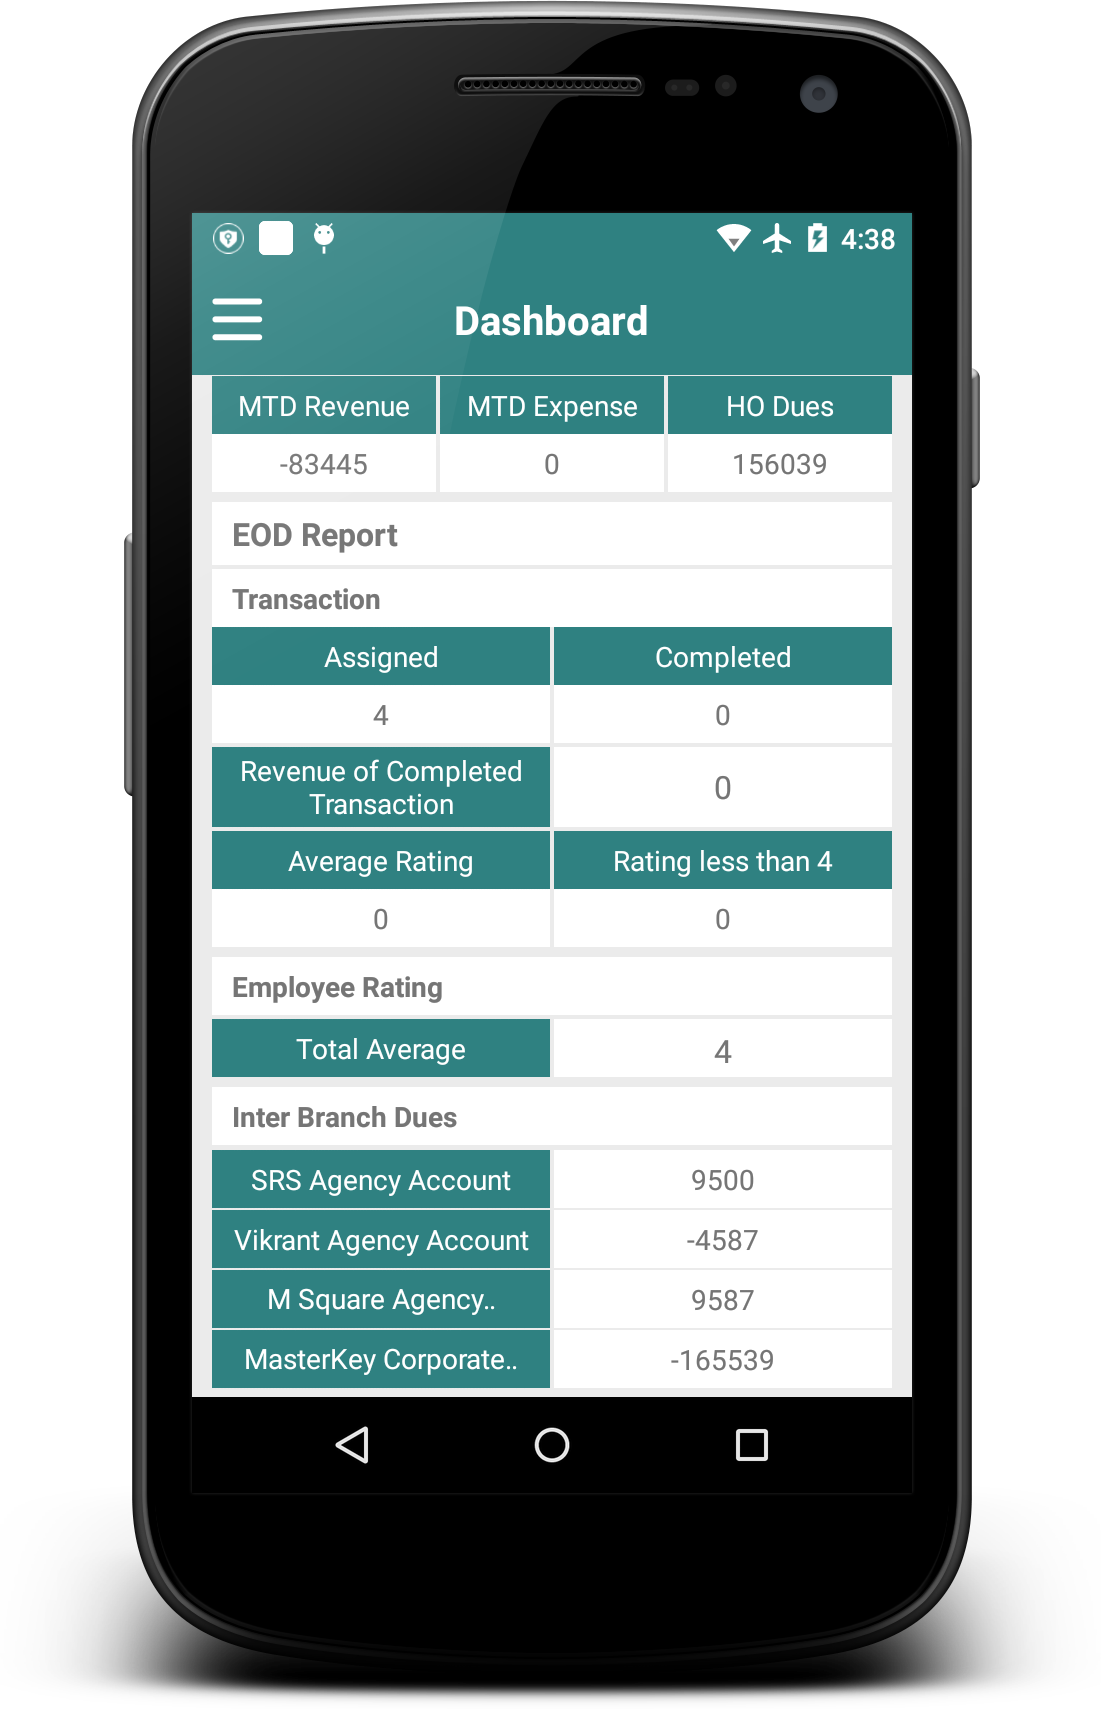 4:38
Dashboard
MTD Revenue MTD Expense HO Dues
-83445 0 156039
EOD Report
Transaction
Assigned Completed
4 0
Revenue of Completed
Transaction 0
Average Rating Rating less than 4
0 0
Employee Rating
Total Average 4
Inter Branch Dues
SRS Agency Account 9500
Vikrant Agency Account -4587
M Square Agency.. 9587
MasterKey Corporate.. -165539